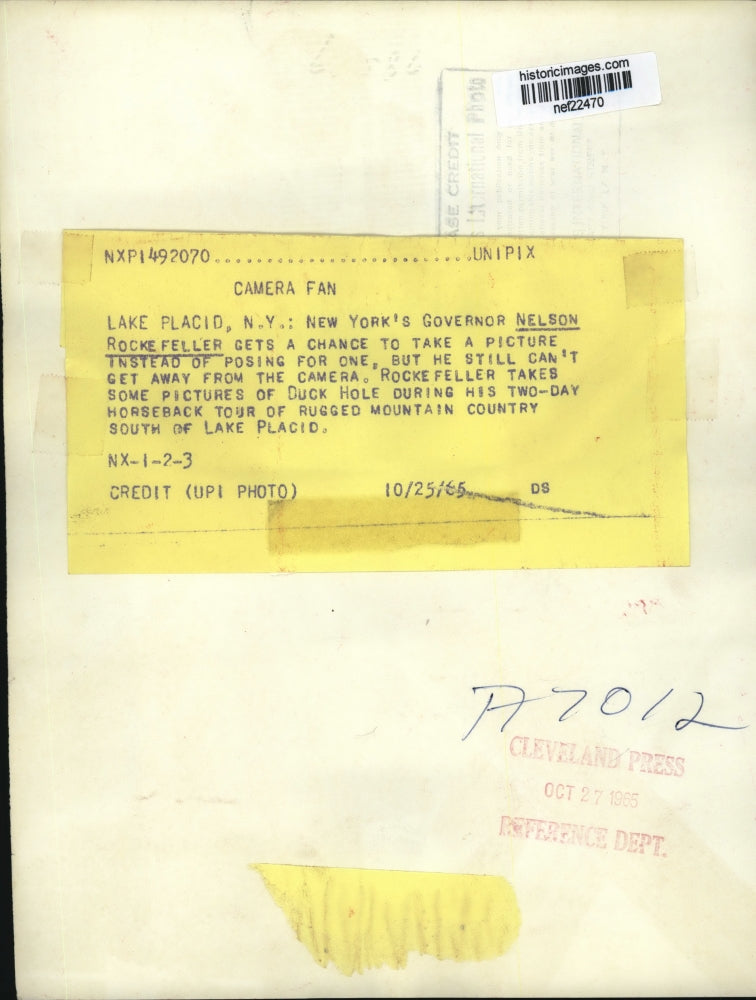 historicimages.com
nef22470
NXP1492070..............................UNIPIX
CAMERA FAN
LAKE PLACID, N.Y.: NEW YORK'S GOVERNOR NELSON
ROCKEFELLER GETS A CHANCE TO TAKE A PICTURE
INSTEAD OF POSING FOR ONE, BUT HE STILL CAN'T
GET AWAY FROM THE CAMERA. ROCKEFELLER TAKES
SOME PICTURES OF DUCK HOLE DURING HIS TWO-DAY
HORSEBACK TOUR OF RUGGED MOUNTAIN COUNTRY
SOUTH OF LAKE PLACID.
NX-1-2-3
CREDIT (UPI PHOTO) 10/25/65 DS
A7012
CLEVELAND PRESS
OCT 27 1965
REFERENCE DEPT.